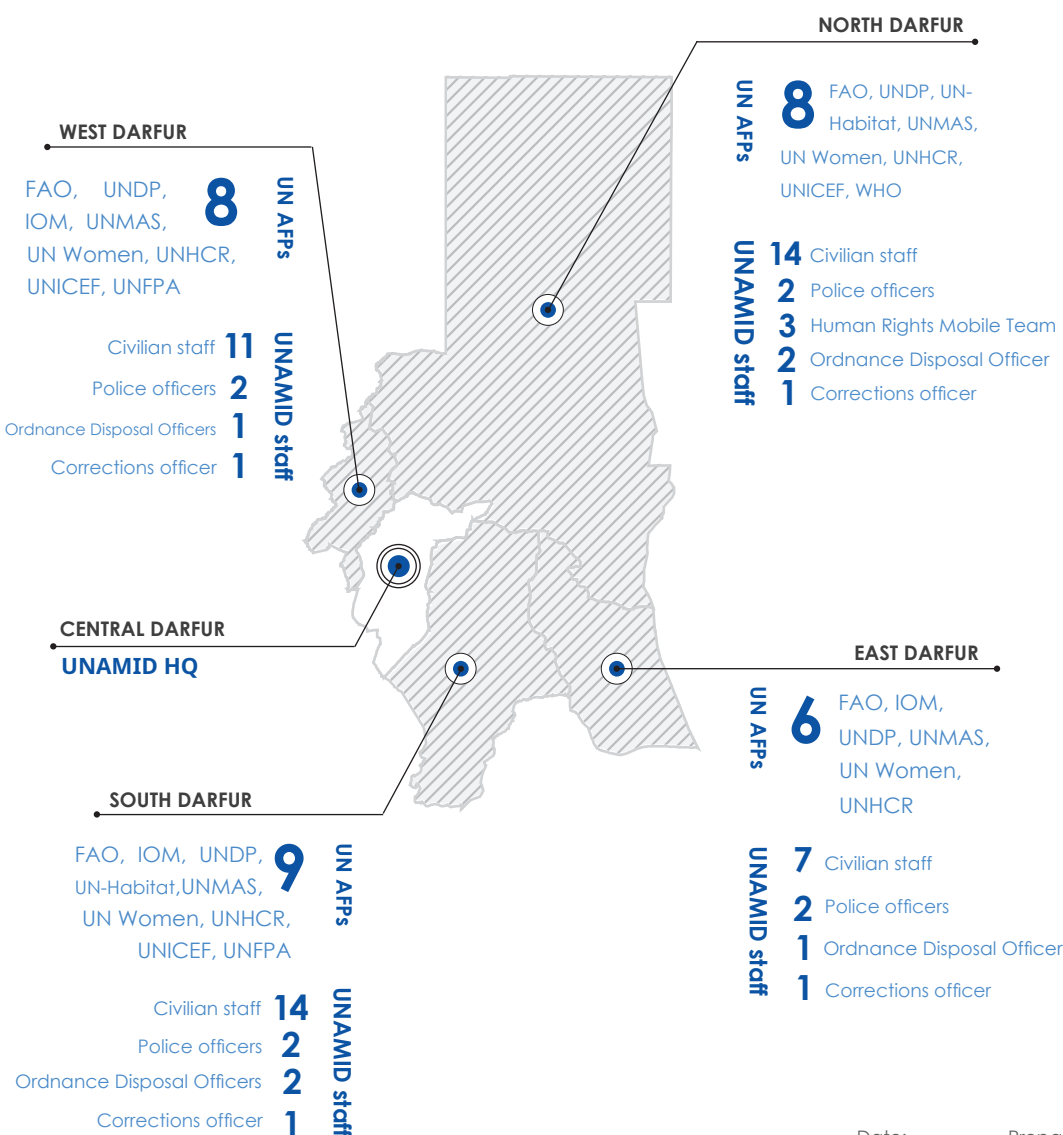 NORTH DARFUR
UN AFPs
8
FAO, UNDP, UN-
Habitat, UNMAS,
UN Women, UNHCR,
UNICEF, WHO
UNAMID staff
14 Civilian staff
2 Police officers
3 Human Rights Mobile Team
2 Ordnance Disposal Officer
1 Corrections officer
WEST DARFUR
FAO, UNDP,
IOM, UNMAS,
UN Women, UNHCR,
UNICEF, UNFPA
8
UN AFPs
Civilian staff 11
Police officers 2
Ordnance Disposal Officers 1
Corrections officer 1
UNAMID staff
CENTRAL DARFUR
UNAMID HQ
EAST DARFUR
UN AFPs
6
FAO, IOM,
UNDP, UNMAS,
UN Women,
UNHCR
UNAMID staff
7 Civilian staff
2 Police officers
1 Ordnance Disposal Officer
1 Corrections officer
SOUTH DARFUR
FAO, IOM, UNDP,
UN-Habitat,UNMAS,
UN Women, UNHCR,
UNICEF, UNFPA
9
UN AFPs
Civilian staff 14
Police officers 2
Ordnance Disposal Officers 2
Corrections officer 1
UNAMID staff